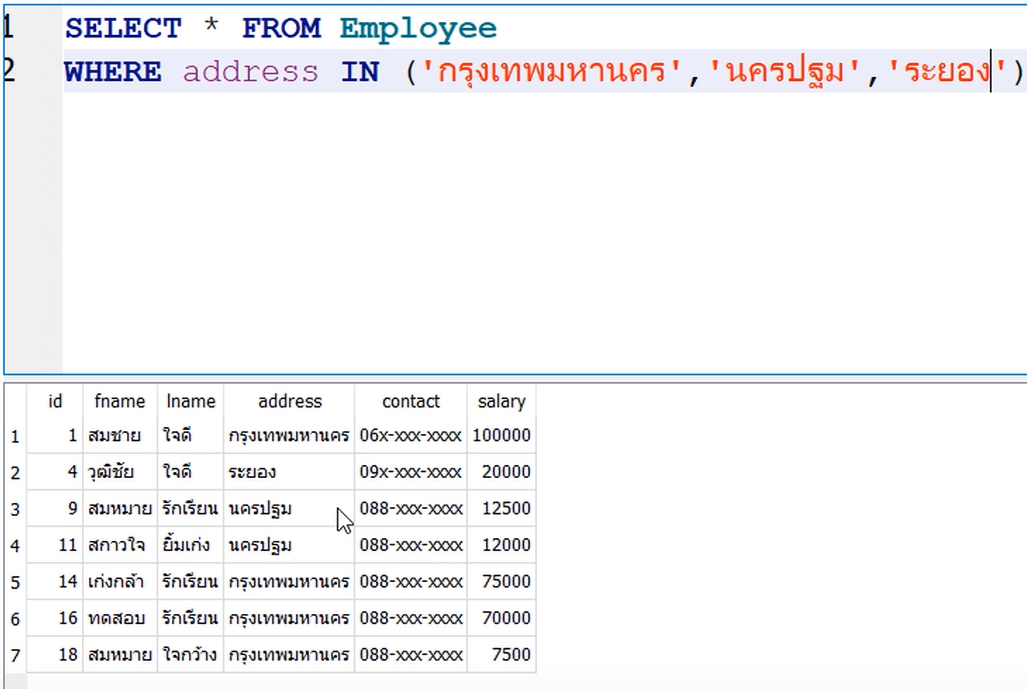 1 SELECT * FROM Employee
2 WHERE address IN ('กรุงเทพมหานคร','นครปฐม','ระยอง')
id fname lname address contact salary
1 1 สมชาย ใจดี กรุงเทพมหานคร 06x-xxx-xxxx 100000
2 4 วุฒิชัย ใจดี ระยอง 09x-xxx-xxxx 20000
3 9 สมหมาย รักเรียน นครปฐม 088-xxx-xxxx 12500
4 11 สกาวใจ ยิ้มเก่ง นครปฐม 088-xxx-xxxx 12000
5 14 เก่งกล้า รักเรียน กรุงเทพมหานคร 088-xxx-xxxx 75000
6 16 ทดสอบ รักเรียน กรุงเทพมหานคร 088-xxx-xxxx 70000
7 18 สมหมาย ใจกว้าง กรุงเทพมหานคร 088-xxx-xxxx 7500